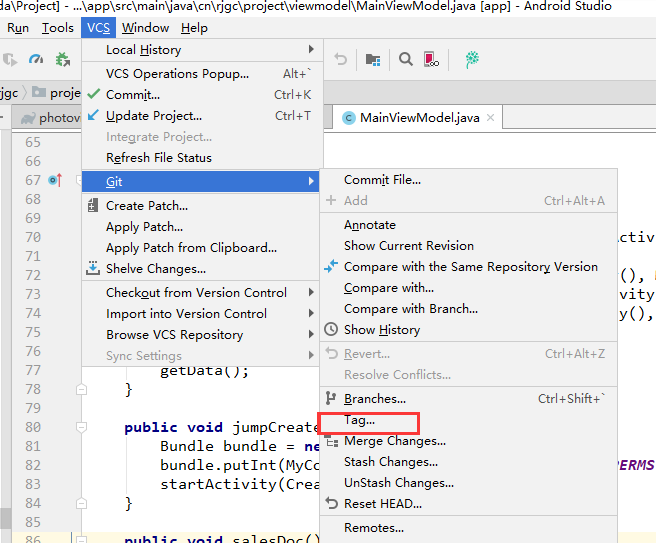 da\Project] - ...\app\src\main\java\cn\rjgc\project\viewmodel\MainViewModel.java [app] - Android Studio
Run Tools VCS Window Help
Local History
VCS Operations Popup... Alt+`
Commit... Ctrl+K
Update Project... Ctrl+T
Integrate Project...
Refresh File Status
Git
Create Patch...
Apply Patch...
Apply Patch from Clipboard...
Shelve Changes...
Checkout from Version Control
Import into Version Control
Browse VCS Repository
Sync Settings
rjgc proje
photov
MainViewModel.java
Commit File...
Add Ctrl+Alt+A
Annotate
Show Current Revision
Compare with the Same Repository Version
Compare with...
Compare with Branch...
Show History
Revert... Ctrl+Alt+Z
Resolve Conflicts...
Branches... Ctrl+Shift+`
Tag...
Merge Changes...
Stash Changes...
UnStash Changes...
Reset HEAD...
Remotes...
65
66
67
68
69
70 Activ
71
72 (),
73 ivity
74 y(),
75
76
77 getData();
78 }
79
80 public void jumpCreate
81 Bundle bundle = ne
82 bundle.putInt(MyCo PERMS
83 startActivity(Crea
84 }
85
86 public void salesDoc()